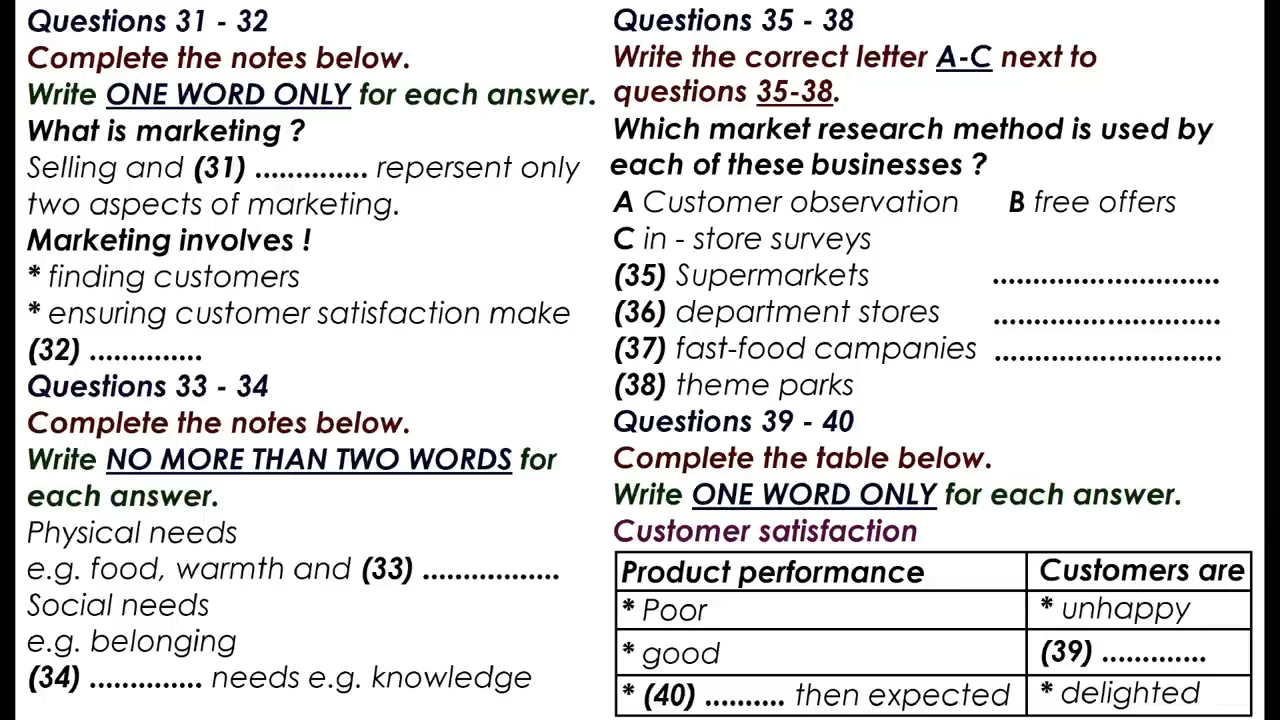 Questions 31 - 32
Complete the notes below.
Write ONE WORD ONLY for each answer.
What is marketing ?
Selling and (31) .............. repersent only
two aspects of marketing.
Marketing involves !
* finding customers
* ensuring customer satisfaction make
(32) ..............
Questions 33 - 34
Complete the notes below.
Write NO MORE THAN TWO WORDS for
each answer.
Physical needs
e.g. food, warmth and (33) .................
Social needs
e.g. belonging
(34) .............. needs e.g. knowledge
Questions 35 - 38
Write the correct letter A-C next to
questions 35-38.
Which market research method is used by
each of these businesses ?
A Customer observation B free offers
C in - store surveys
(35) Supermarkets ............................
(36) department stores ............................
(37) fast-food campanies ............................
(38) theme parks
Questions 39 - 40
Complete the table below.
Write ONE WORD ONLY for each answer.
Customer satisfaction
Product performance Customers are
* Poor * unhappy
* good (39) .............
* (40) .......... then expected * delighted